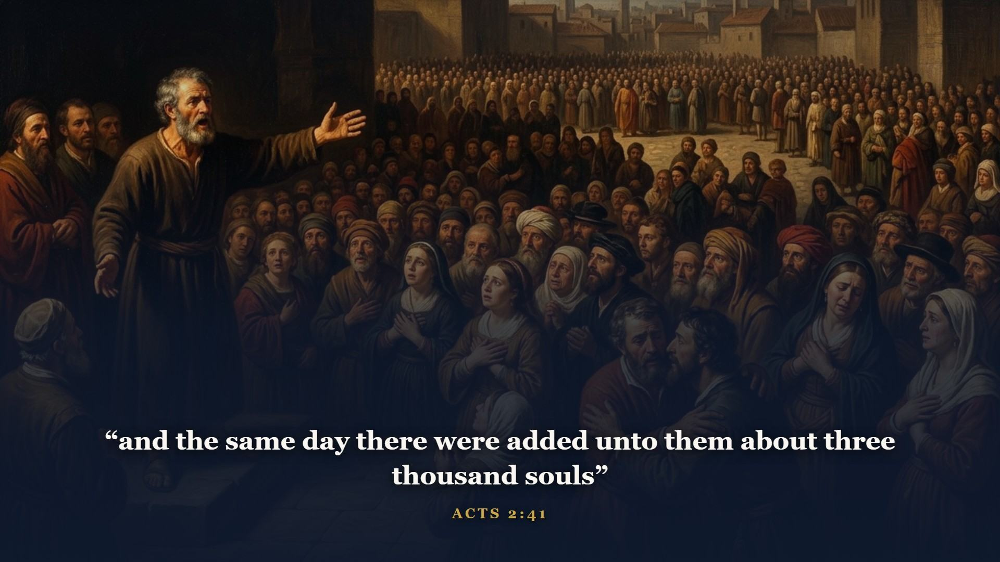 “and the same day there were added unto them about three
thousand souls”
ACTS 2:41